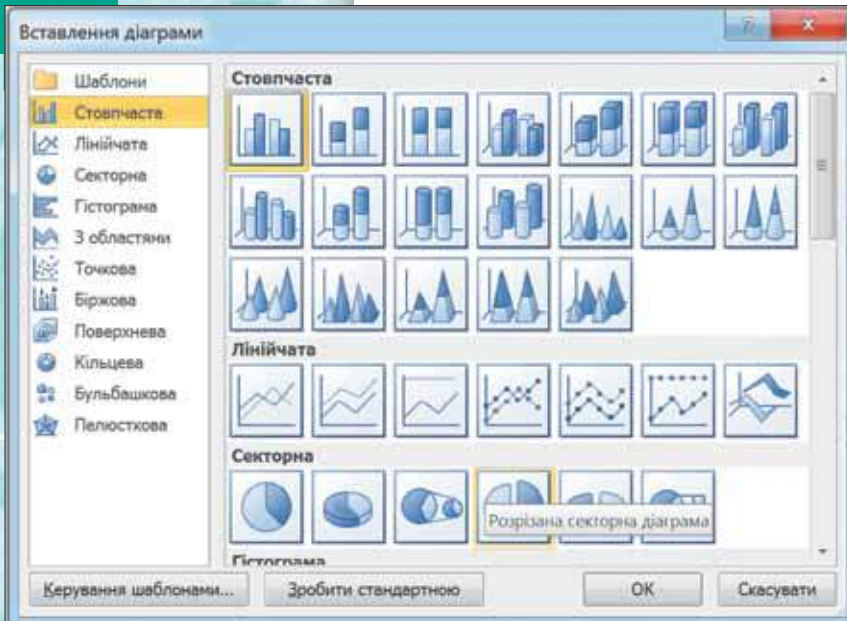 Вставлення діаграми
Шаблони
Стовпчаста
Лінійчата
Секторна
Гістограма
З областями
Точкова
Біржова
Поверхнева
Кільцева
Бульбашкова
Пелюсткова
Стовпчаста
Лінійчата
Секторна
Розрізана секторна діаграма
Гістограма
Керування шаблонами...
Зробити стандартною
ОК
Скасувати